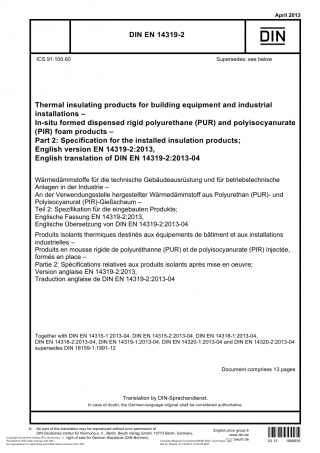 April 2013
DIN EN 14319-2
DIN
ICS 91.100.60
Supersedes: see below
Thermal insulating products for building equipment and industrial
installations –
In-situ formed dispensed rigid polyurethane (PUR) and polyisocyanurate
(PIR) foam products –
Part 2: Specification for the installed insulation products;
English version EN 14319-2:2013,
English translation of DIN EN 14319-2:2013-04
Wärmedämmstoffe für die technische Gebäudeausrüstung und für betriebstechnische
Anlagen in der Industrie –
An der Verwendungsstelle hergestellter Wärmedämmstoff aus Polyurethan (PUR)- und
Polyisocyanurat (PIR)-Gießschaum –
Teil 2: Spezifikation für die eingebauten Produkte;
Englische Fassung EN 14319-2:2013,
Englische Übersetzung von DIN EN 14319-2:2013-04
Produits isolants thermiques destinés aux équipements de bâtiment et aux installations
industrielles –
Produits en mousse rigide de polyuréthanne (PUR) et de polyisocyanurate (PIR) injectée,
formés en place –
Partie 2: Spécifications relatives aux produits isolants après mise en oeuvre;
Version anglaise EN 14319-2:2013,
Traduction anglaise de DIN EN 14319-2:2013-04
Together with DIN EN 14315-1:2013-04, DIN EN 14315-2:2013-04, DIN EN 14318-1:2013-04,
DIN EN 14318-2:2013-04, DIN EN 14319-1:2013-04, DIN EN 14320-1:2013-04 and DIN EN 14320-2:2013-04
supersedes DIN 18159-1:1991-12
Document comprises 13 pages
Translation by DIN-Sprachendienst.
In case of doubt, the German-language original shall be considered authoritative.
© No part of this translation may be reproduced without prior permission of
DIN Deutsches Institut für Normung e. V., Berlin. Beuth Verlag GmbH, 10772 Berlin, Germany,
right of sale for German Standards (DIN-Normen).
English price group 9
www.din.de
www.beuth.de